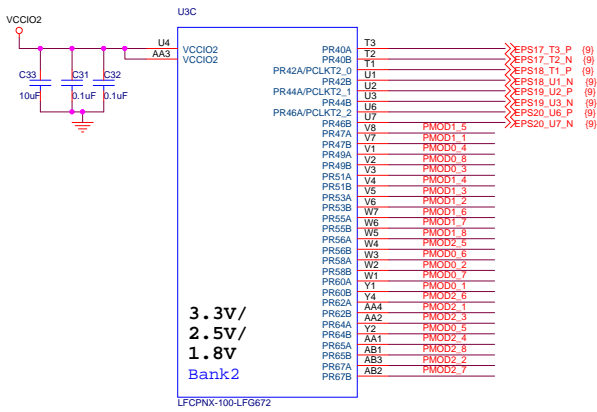 U3C
VCCIO2
U4 VCCIO2
AA3 VCCIO2
C33 C31 C32
10uF 0.1uF 0.1uF
PR40A T3 EPS17_T3_P {9}
PR40B T2 EPS17_T2_N {9}
PR42A/PCLKT2_0 T1 EPS18_T1_P {9}
PR42B U1 EPS18_U1_N {9}
PR44A/PCLKT2_1 U2 EPS19_U2_P {9}
PR44B U3 EPS19_U3_N {9}
PR46A/PCLKT2_2 U6 EPS20_U6_P {9}
PR46B U7 EPS20_U7_N {9}
PR47A V8 PMOD1_5
PR47B V7 PMOD1_1
PR49A V1 PMOD0_4
PR49B V2 PMOD0_8
PR51A V3 PMOD0_3
PR51B V4 PMOD1_4
PR53A V5 PMOD1_3
PR53B V6 PMOD1_2
PR55A W7 PMOD1_6
PR55B W6 PMOD1_7
PR56A W5 PMOD1_8
PR56B W4 PMOD2_5
PR58A W3 PMOD0_6
PR58B W2 PMOD0_2
PR60A W1 PMOD0_7
PR60B Y1 PMOD0_1
PR62A Y4 PMOD2_6
PR62B AA4 PMOD2_1
PR64A AA2 PMOD2_3
PR64B Y2 PMOD0_5
PR65A AA1 PMOD2_4
PR65B AB1 PMOD2_8
PR67A AB3 PMOD2_2
PR67B AB2 PMOD2_7
3.3V/
2.5V/
1.8V
Bank2
LFCPNX-100-LFG672